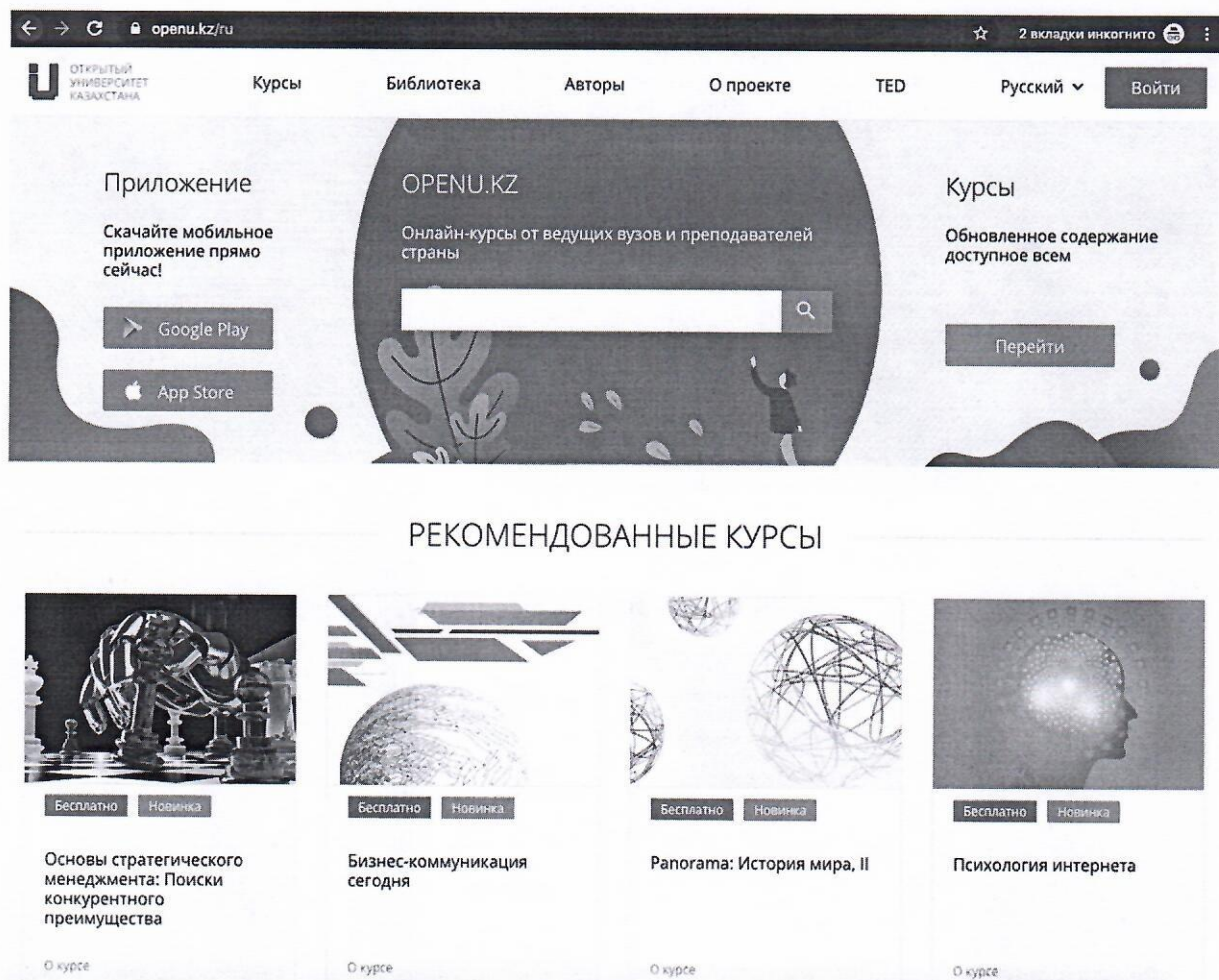 openu.kz/ru
2 вкладки инкогнито
ОТКРЫТЫЙ
УНИВЕРСИТЕТ
КАЗАХСТАНА
Курсы
Библиотека
Авторы
О проекте
TED
Русский
Войти
Приложение
Скачайте мобильное
приложение прямо
сейчас!
Google Play
App Store
OPENU.KZ
Онлайн-курсы от ведущих вузов и преподавателей
страны
Курсы
Обновленное содержание
доступное всем
Перейти
РЕКОМЕНДОВАННЫЕ КУРСЫ
Бесплатно
Новинка
Основы стратегического
менеджмента: Поиски
конкурентного
преимущества
О курсе
Бесплатно
Новинка
Бизнес-коммуникация
сегодня
О курсе
Бесплатно
Новинка
Panorama: История мира, II
О курсе
Бесплатно
Новинка
Психология интернета
О курсе